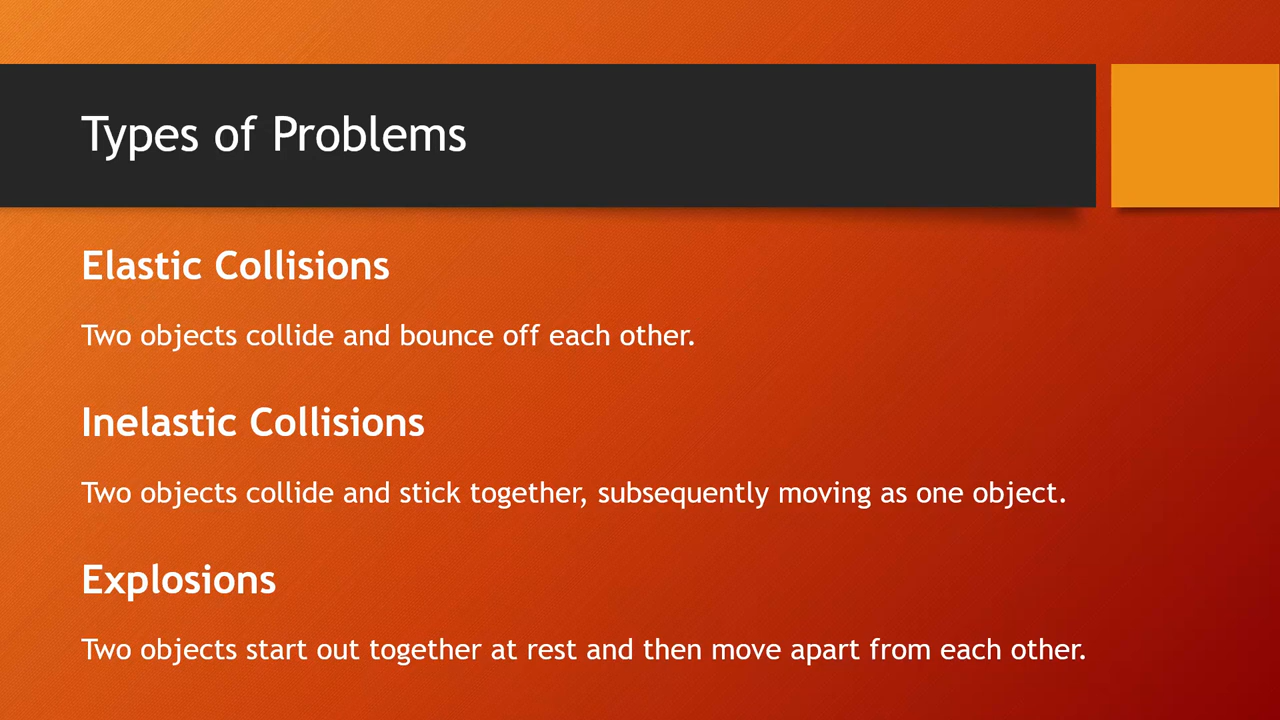 Types of Problems
Elastic Collisions
Two objects collide and bounce off each other.
Inelastic Collisions
Two objects collide and stick together, subsequently moving as one object.
Explosions
Two objects start out together at rest and then move apart from each other.